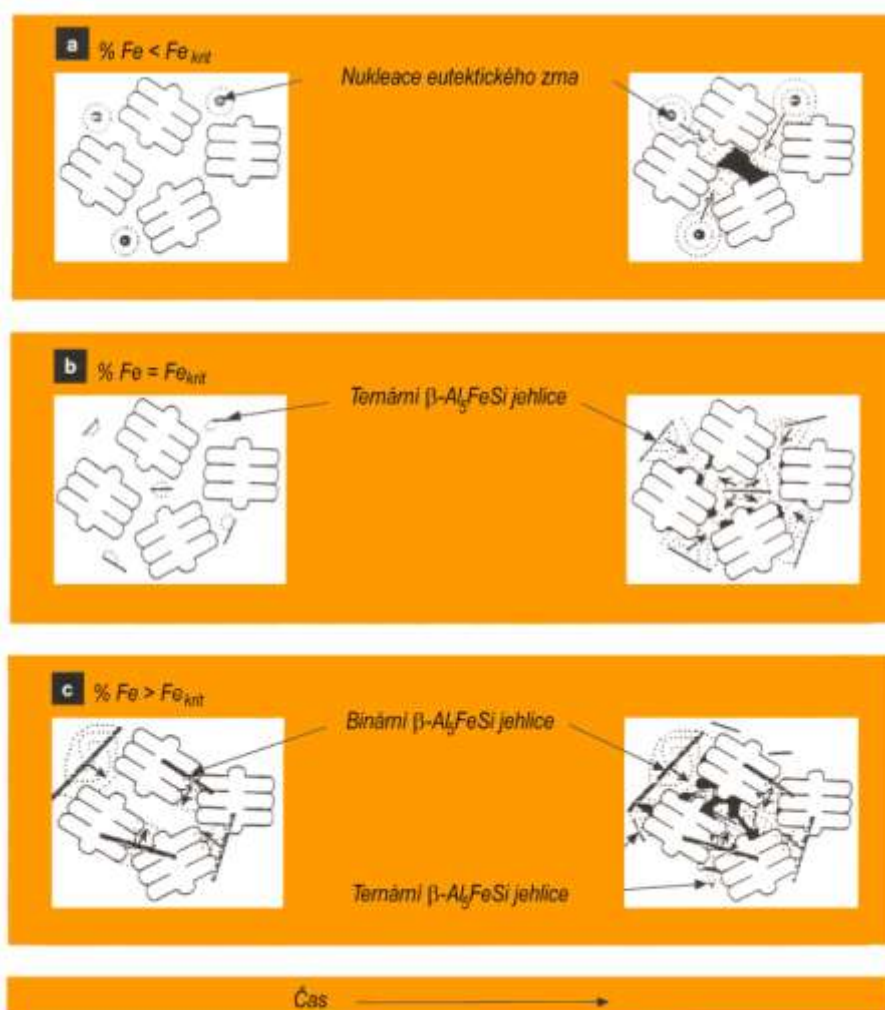 a % Fe < Fe krit
Nukleace eutektického zrna
b % Fe = Fe krit
Ternární β-Al5FeSi jehlice
c % Fe > Fe krit
Binární β-Al5FeSi jehlice
Ternární β-Al5FeSi jehlice
Čas